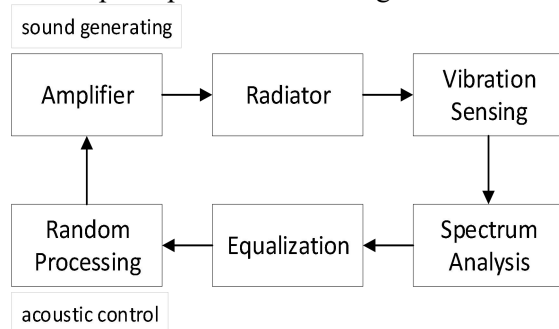 sound generating
Amplifier
Radiator
Vibration
Sensing
Random
Processing
Equalization
Spectrum
Analysis
acoustic control